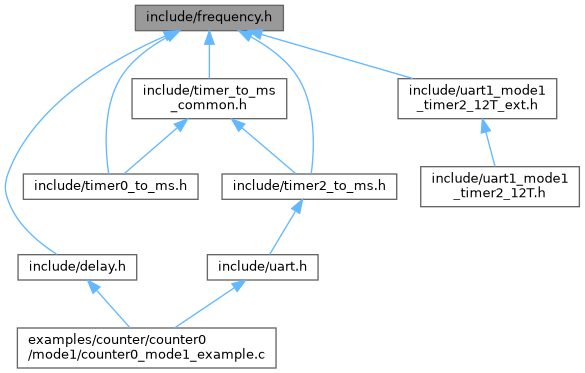 include/frequency.h
include/timer_to_ms
_common.h
include/uart1_mode1
_timer2_12T_ext.h
include/timer0_to_ms.h
include/timer2_to_ms.h
include/uart1_mode1
_timer2_12T.h
include/delay.h
include/uart.h
examples/counter/counter0
/mode1/counter0_mode1_example.c